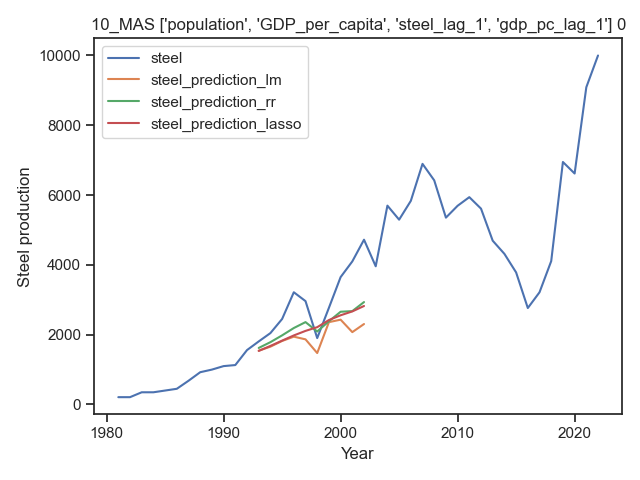 10_MAS ['population', 'GDP_per_capita', 'steel_lag_1', 'gdp_pc_lag_1'] 0
steel
steel_prediction_lm
steel_prediction_rr
steel_prediction_lasso
10000
8000
6000
4000
2000
0
Steel production
1980
1990
2000
2010
2020
Year